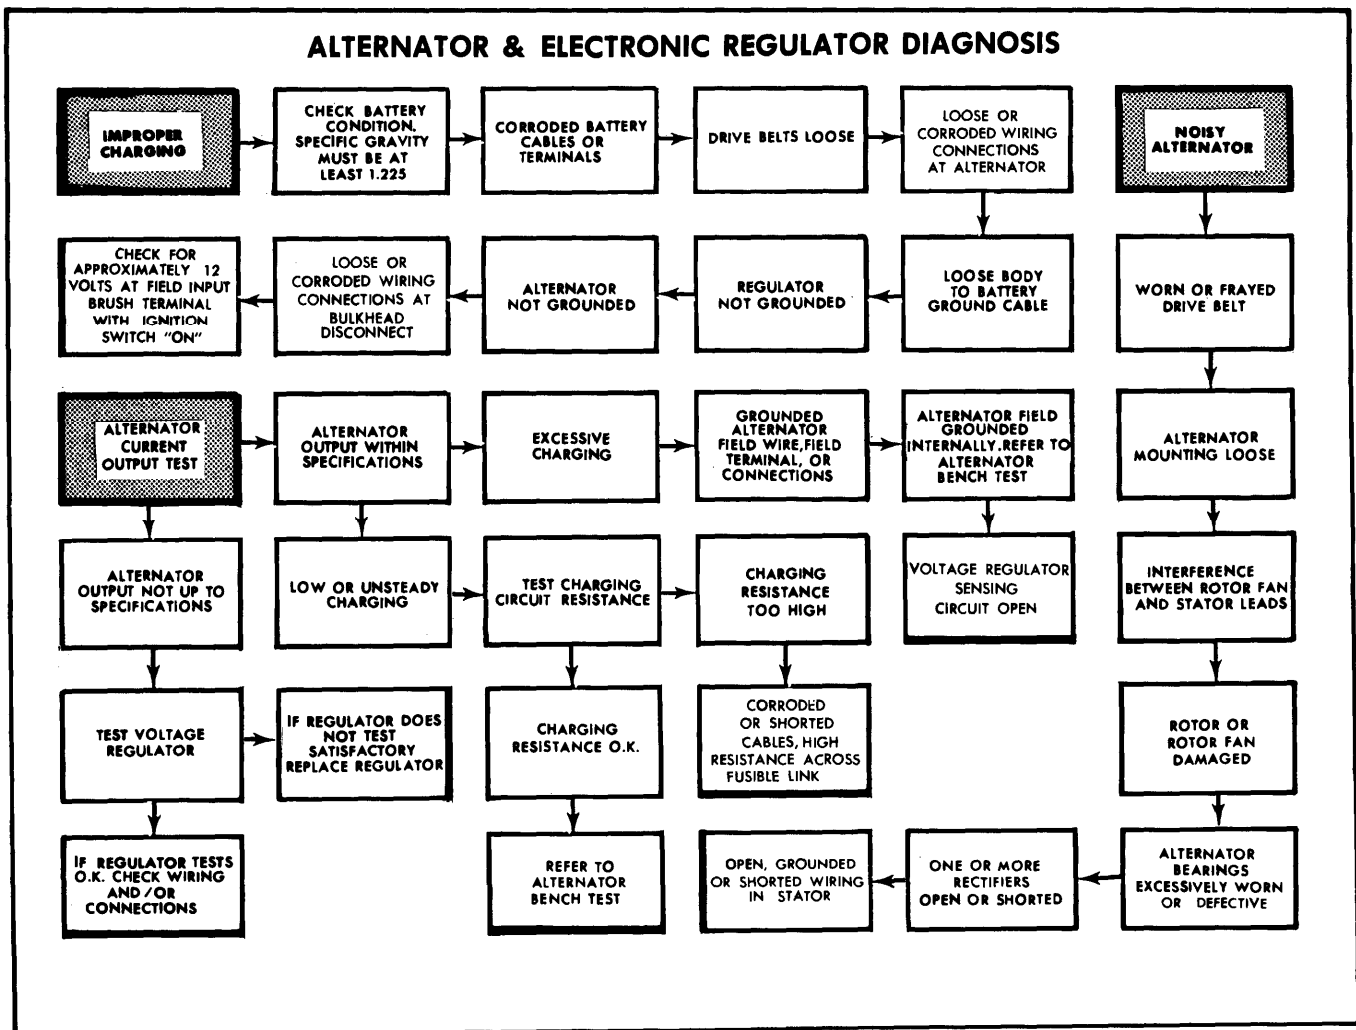 ALTERNATOR & ELECTRONIC REGULATOR DIAGNOSIS
IMPROPER
CHARGING
CHECK BATTERY
CONDITION.
SPECIFIC GRAVITY
MUST BE AT
LEAST 1.225
CORRODED BATTERY
CABLES OR
TERMINALS
DRIVE BELTS LOOSE
LOOSE OR
CORRODED WIRING
CONNECTIONS
AT ALTERNATOR
NOISY
ALTERNATOR
CHECK FOR
APPROXIMATELY 12
VOLTS AT FIELD INPUT
BRUSH TERMINAL
WITH IGNITION
SWITCH "ON"
LOOSE OR
CORRODED WIRING
CONNECTIONS AT
BULKHEAD
DISCONNECT
ALTERNATOR
NOT GROUNDED
REGULATOR
NOT GROUNDED
LOOSE BODY
TO BATTERY
GROUND CABLE
WORN OR FRAYED
DRIVE BELT
ALTERNATOR
CURRENT
OUTPUT TEST
ALTERNATOR
OUTPUT WITHIN
SPECIFICATIONS
EXCESSIVE
CHARGING
GROUNDED
ALTERNATOR
FIELD WIRE, FIELD
TERMINAL, OR
CONNECTIONS
ALTERNATOR FIELD
GROUNDED
INTERNALLY. REFER TO
ALTERNATOR
BENCH TEST
ALTERNATOR
MOUNTING LOOSE
ALTERNATOR
OUTPUT NOT UP TO
SPECIFICATIONS
LOW OR UNSTEADY
CHARGING
TEST CHARGING
CIRCUIT RESISTANCE
CHARGING
RESISTANCE
TOO HIGH
VOLTAGE REGULATOR
SENSING
CIRCUIT OPEN
INTERFERENCE
BETWEEN ROTOR FAN
AND STATOR LEADS
TEST VOLTAGE
REGULATOR
IF REGULATOR DOES
NOT TEST
SATISFACTORY
REPLACE REGULATOR
CHARGING
RESISTANCE O.K.
CORRODED
OR SHORTED
CABLES, HIGH
RESISTANCE ACROSS
FUSIBLE LINK
ROTOR OR
ROTOR FAN
DAMAGED
IF REGULATOR TESTS
O.K. CHECK WIRING
AND/OR
CONNECTIONS
REFER TO
ALTERNATOR
BENCH TEST
OPEN, GROUNDED
OR SHORTED WIRING
IN STATOR
ONE OR MORE
RECTIFIERS
OPEN OR SHORTED
ALTERNATOR
BEARINGS
EXCESSIVELY WORN
OR DEFECTIVE